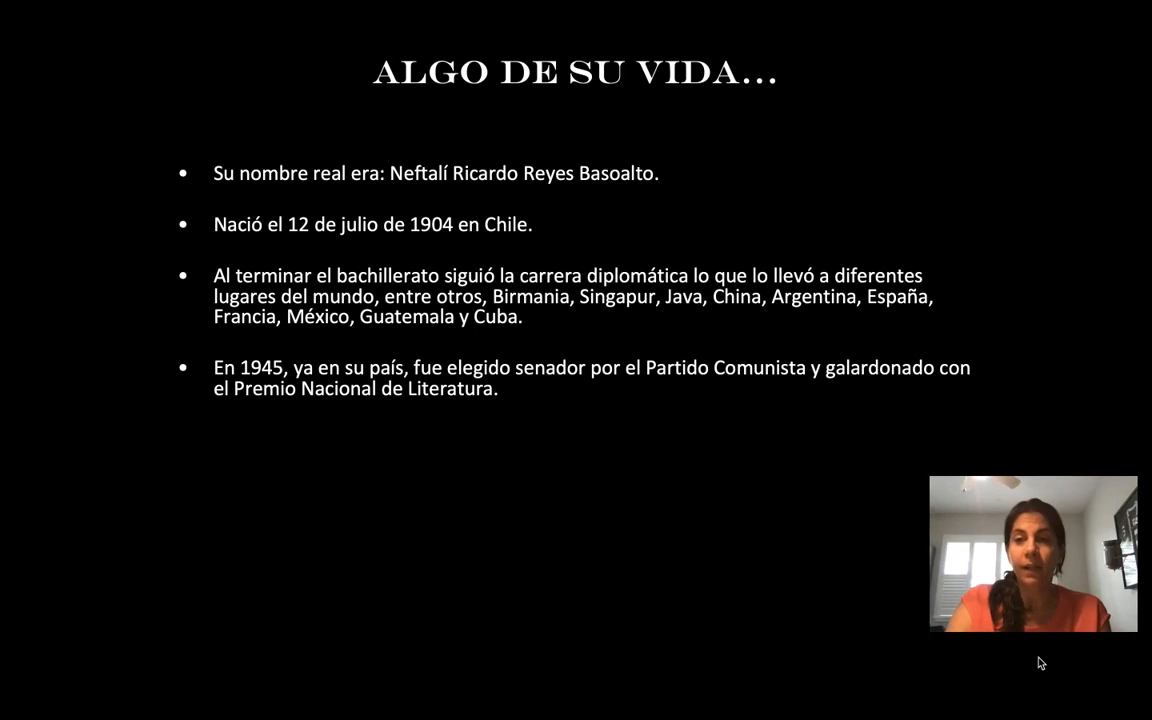 ALGO DE SU VIDA...
• Su nombre real era: Neftalí Ricardo Reyes Basoalto.
• Nació el 12 de julio de 1904 en Chile.
• Al terminar el bachillerato siguió la carrera diplomática lo que lo llevó a diferentes
lugares del mundo, entre otros, Birmania, Singapur, Java, China, Argentina, España,
Francia, México, Guatemala y Cuba.
• En 1945, ya en su país, fue elegido senador por el Partido Comunista y galardonado con
el Premio Nacional de Literatura.